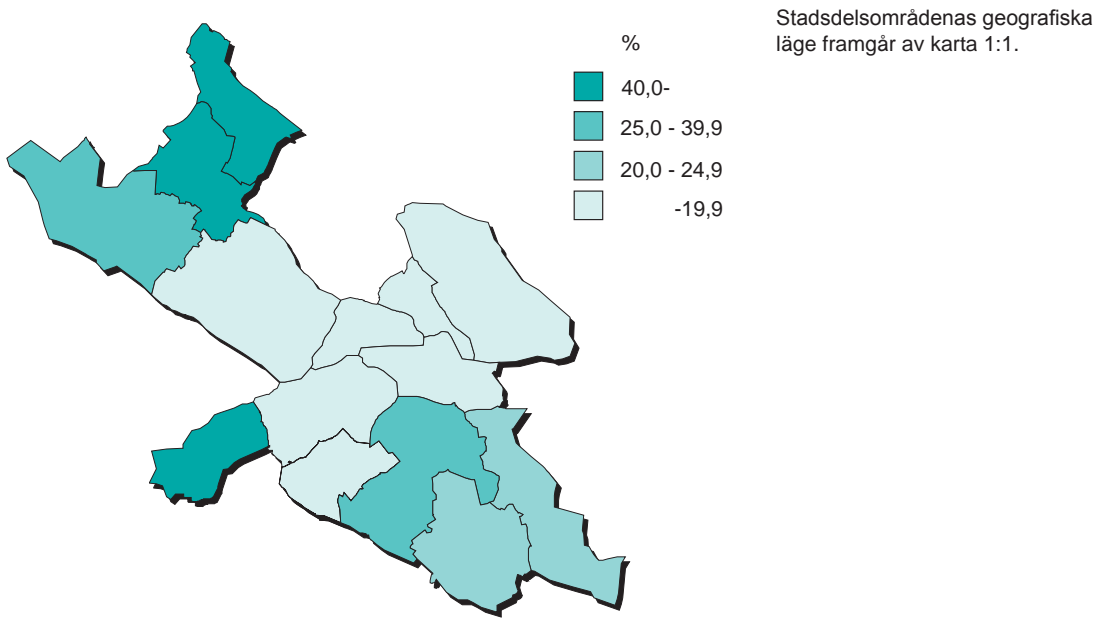 Stadsdelsområdenas geografiska
läge framgår av karta 1:1.
%
40,0-
25,0 - 39,9
20,0 - 24,9
-19,9